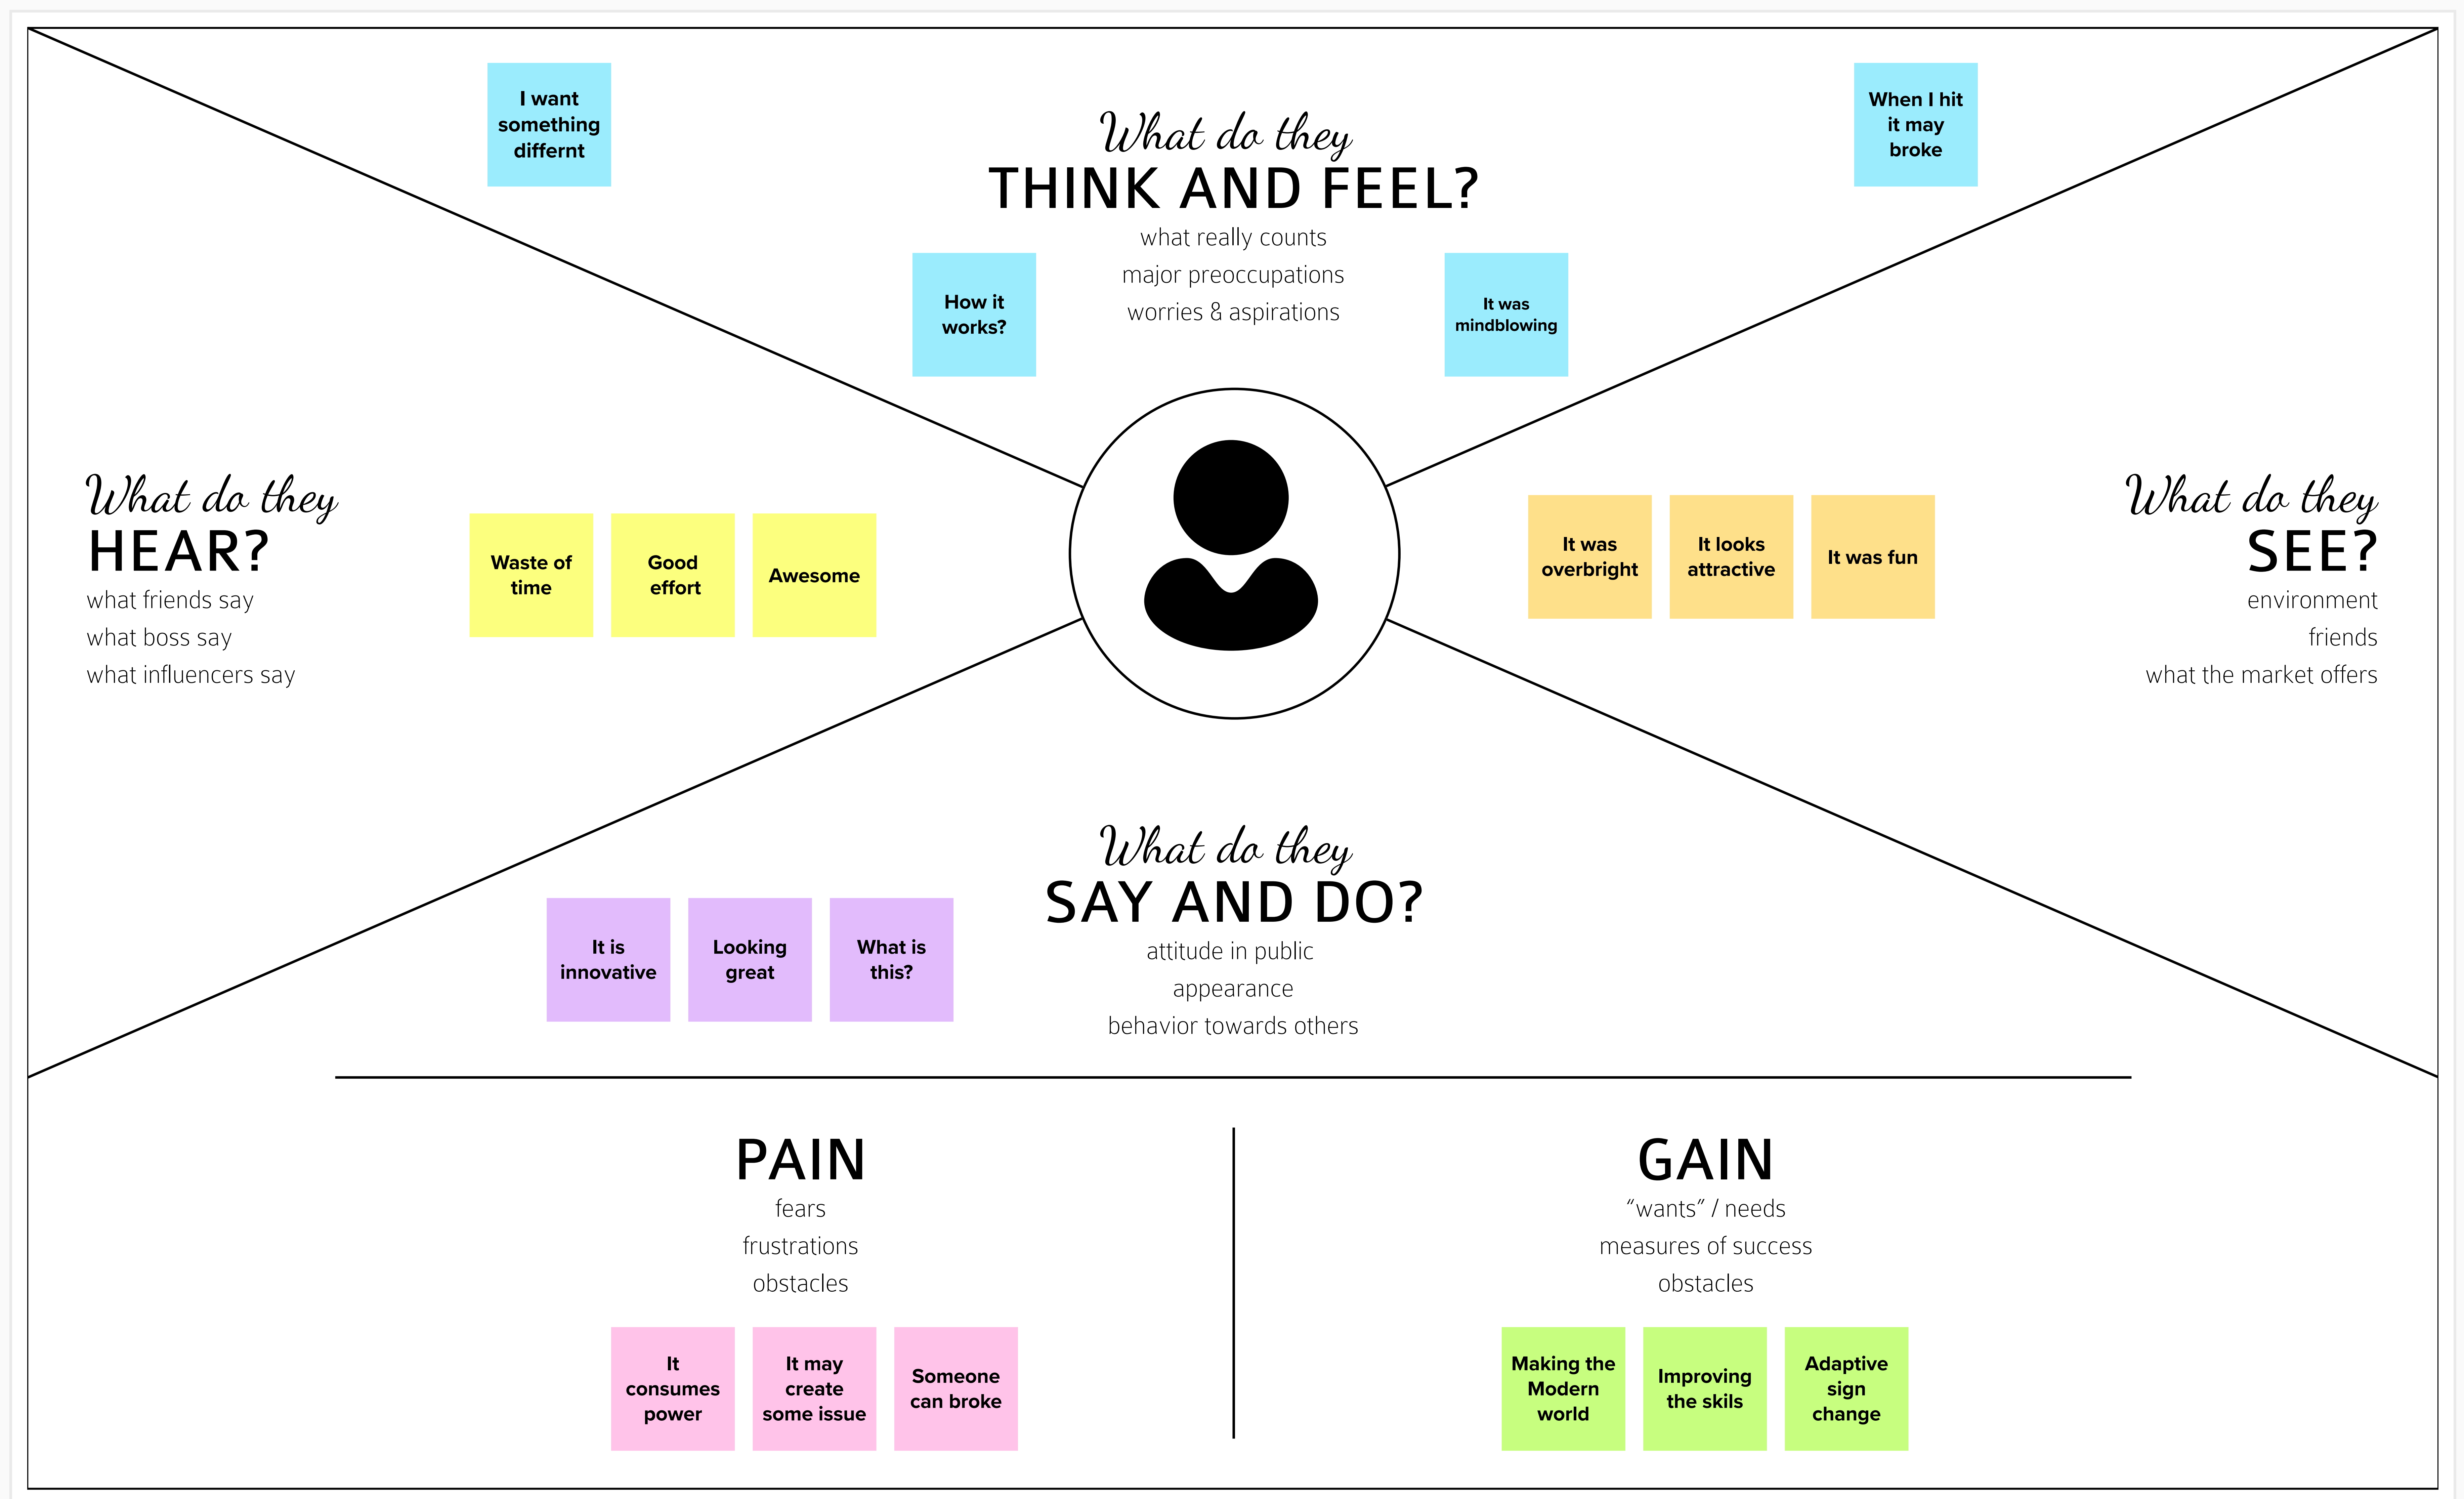 I want
something
differnt
When I hit
it may
broke
What do they
THINK AND FEEL?
what really counts
major preoccupations
worries & aspirations
How it
works?
It was
mindblowing
What do they
HEAR?
what friends say
what boss say
what influencers say
Waste of
time
Good
effort
Awesome
It was
overbright
It looks
attractive
It was fun
What do they
SEE?
environment
friends
what the market offers
What do they
SAY AND DO?
attitude in public
appearance
behavior towards others
It is
innovative
Looking
great
What is
this?
PAIN
fears
frustrations
obstacles
It
consumes
power
It may
create
some issue
Someone
can broke
GAIN
“wants” / needs
measures of success
obstacles
Making the
Modern
world
Improving
the skils
Adaptive
sign
change